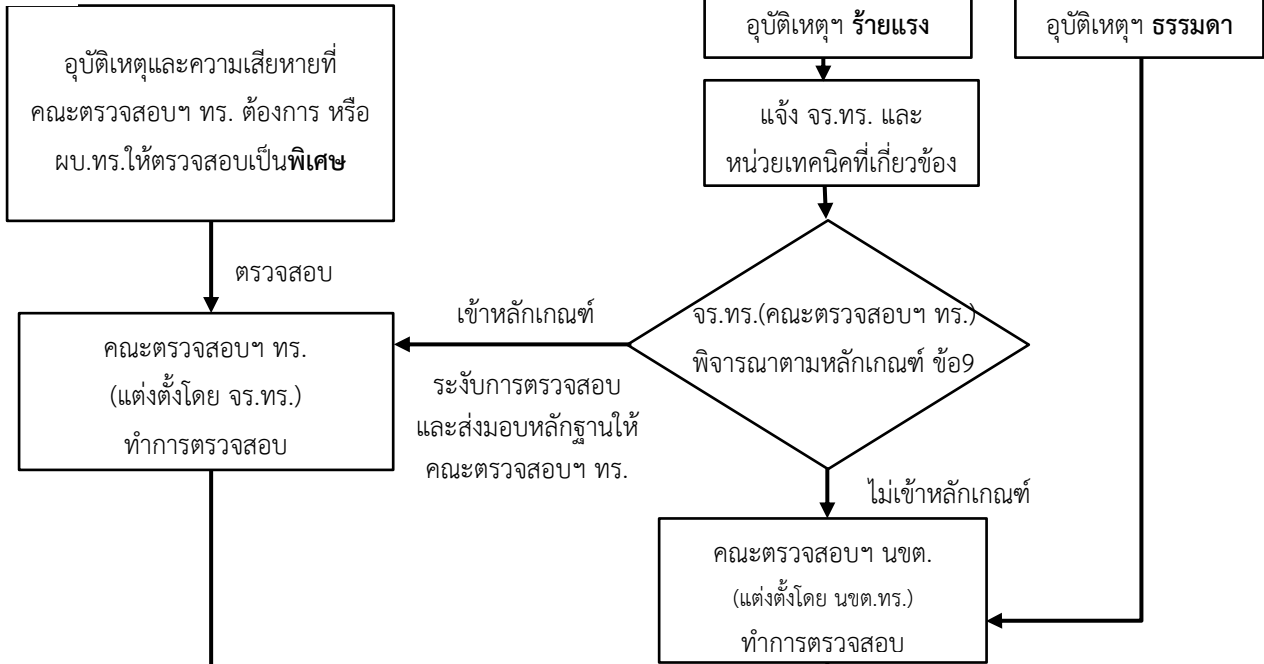 อุบัติเหตุและความเสียหายที่
คณะตรวจสอบฯ ทร. ต้องการ หรือ
ผบ.ทร.ให้ตรวจสอบเป็นพิเศษ
อุบัติเหตุฯ ร้ายแรง
อุบัติเหตุฯ ธรรมดา
แจ้ง จร.ทร. และ
หน่วยเทคนิคที่เกี่ยวข้อง
ตรวจสอบ
เข้าหลักเกณฑ์
จร.ทร.(คณะตรวจสอบฯ ทร.)
พิจารณาตามหลักเกณฑ์ ข้อ9
คณะตรวจสอบฯ ทร.
(แต่งตั้งโดย จร.ทร.)
ทำการตรวจสอบ
ระงับการตรวจสอบ
และส่งมอบหลักฐานให้
คณะตรวจสอบฯ ทร.
ไม่เข้าหลักเกณฑ์
คณะตรวจสอบฯ นขต.
(แต่งตั้งโดย นขต.ทร.)
ทำการตรวจสอบ